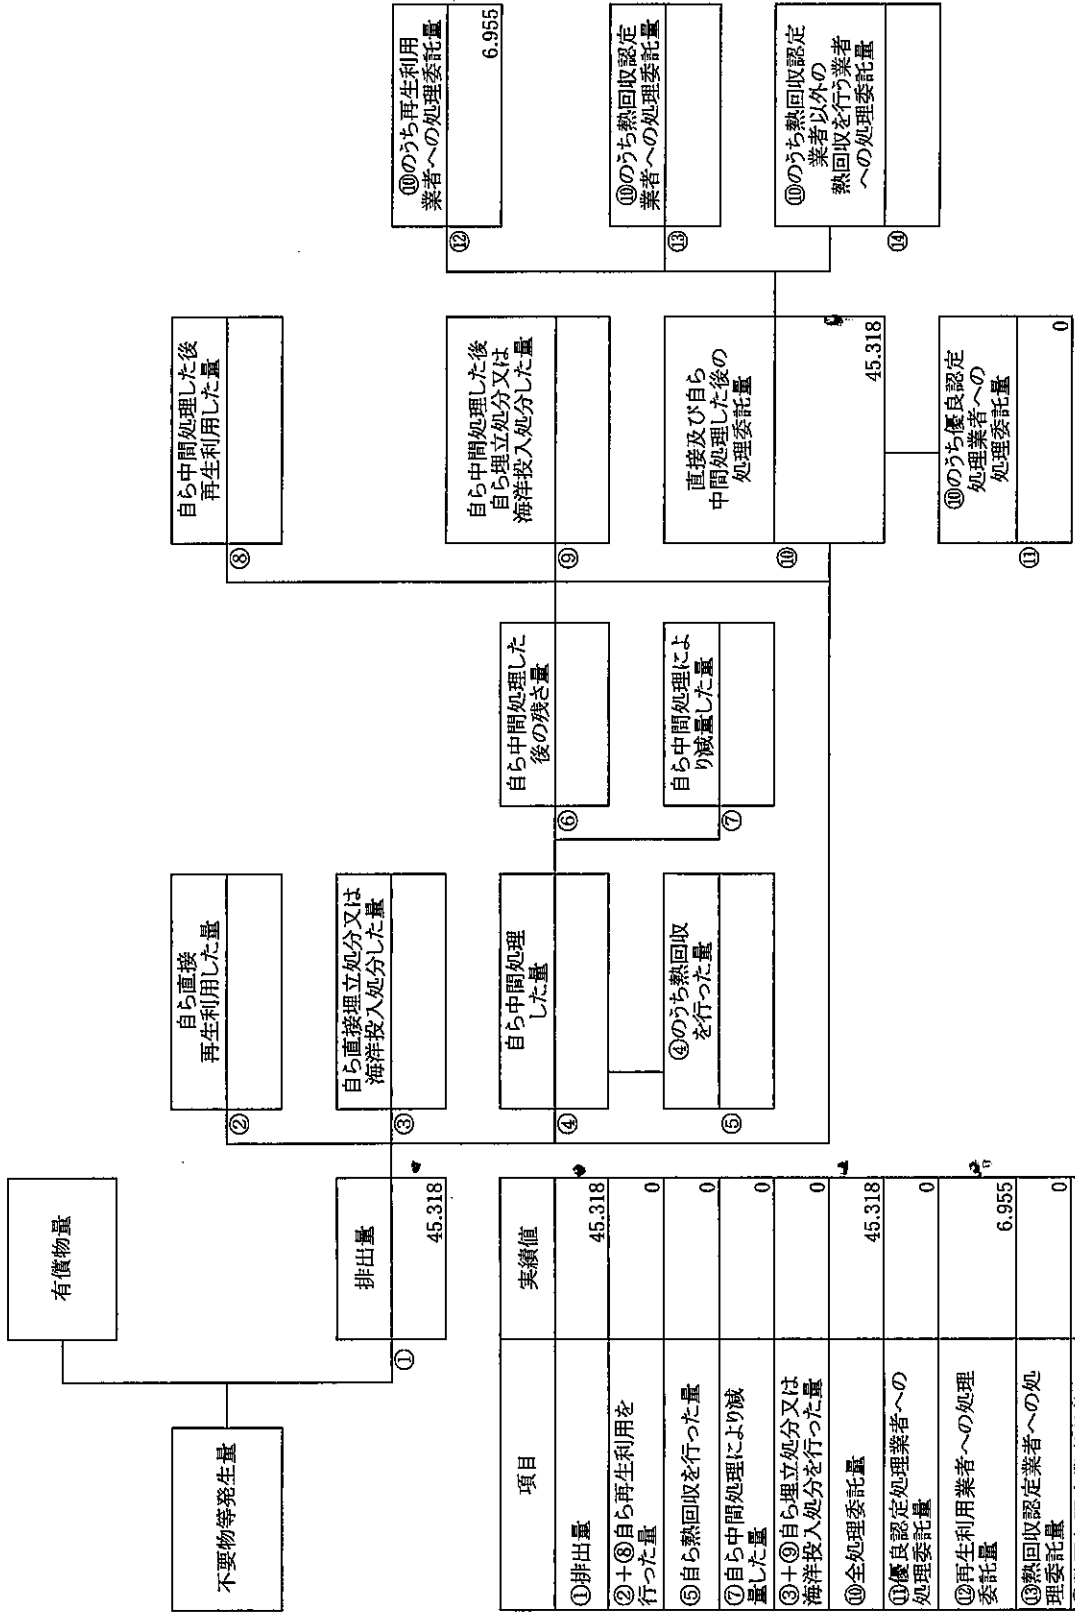 有償物量
不要物等発生量
排出量
①
45.318
自ら直接
再生利用した量
②
自ら直接埋立処分又は
海洋投入処分した量
③
自ら中間処理
した量
④
④のうち熱回収
を行った量
⑤
自ら中間処理した
後の残さ量
⑥
自ら中間処理によ
り減量した量
⑦
自ら中間処理した後
再生利用した量
⑧
自ら中間処理した後
自ら埋立処分又は
海洋投入処分した量
⑨
直接及び自ら
中間処理した後の
処理委託量
⑩
45.318
⑩のうち優良認定
処理業者への
処理委託量
⑪
0
⑩のうち再生利用
業者への処理委託量
⑫
6.955
⑩のうち熱回収認定
業者への処理委託量
⑬
⑩のうち熱回収認定
業者以外の
熱回収を行う業者
への処理委託量
⑭
項目 実績値
①排出量 45.318
②+⑧自ら再生利用を
行った量 0
⑤自ら熱回収を行った量 0
⑦自ら中間処理により減
量した量 0
③+⑨自ら埋立処分又は
海洋投入処分を行った量 0
⑩全処理委託量 45.318
⑪優良認定処理業者への
処理委託量 0
⑫再生利用業者への処理
委託量 6.955
⑬熱回収認定業者への処
理委託量 0